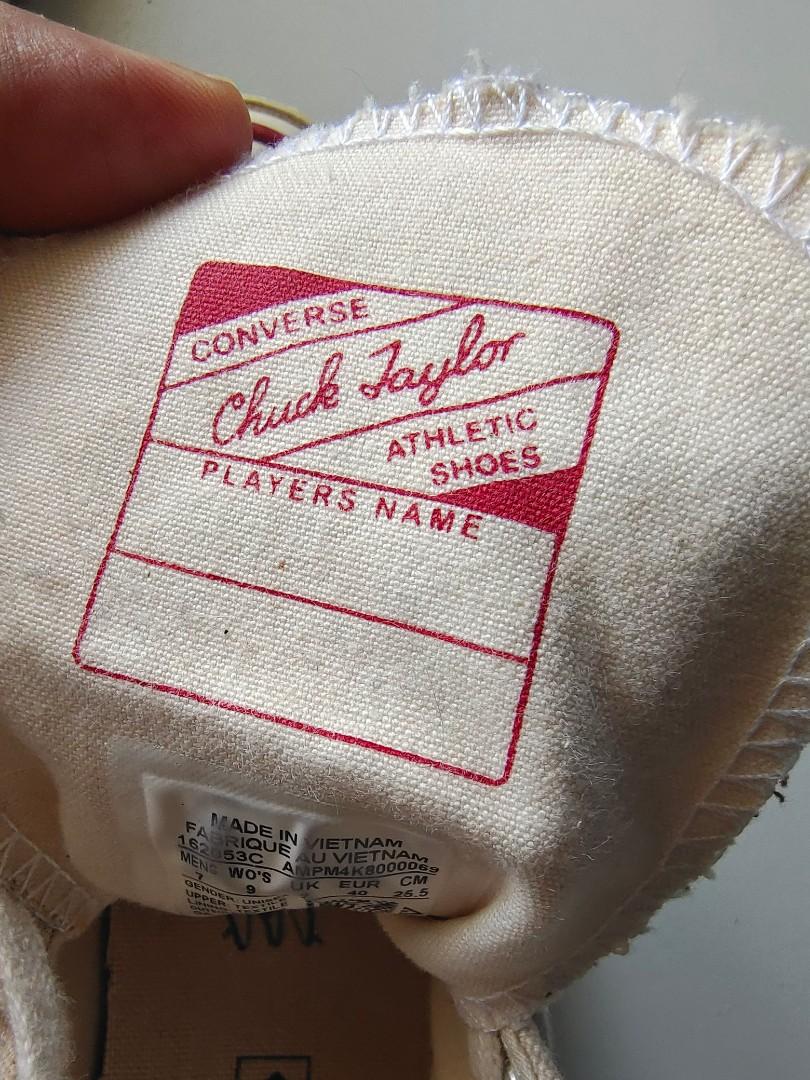 CONVERSE
Chuck Taylor
ATHLETIC
SHOES
PLAYERS NAME
MADE IN VIETNAM
FABRIQUE AU VIETNAM
AMPM4K8000069
MENS WO'S UK EUR CM
7 9 40 25.5
GENDER: UNISEX
UPPER: TEXTILE